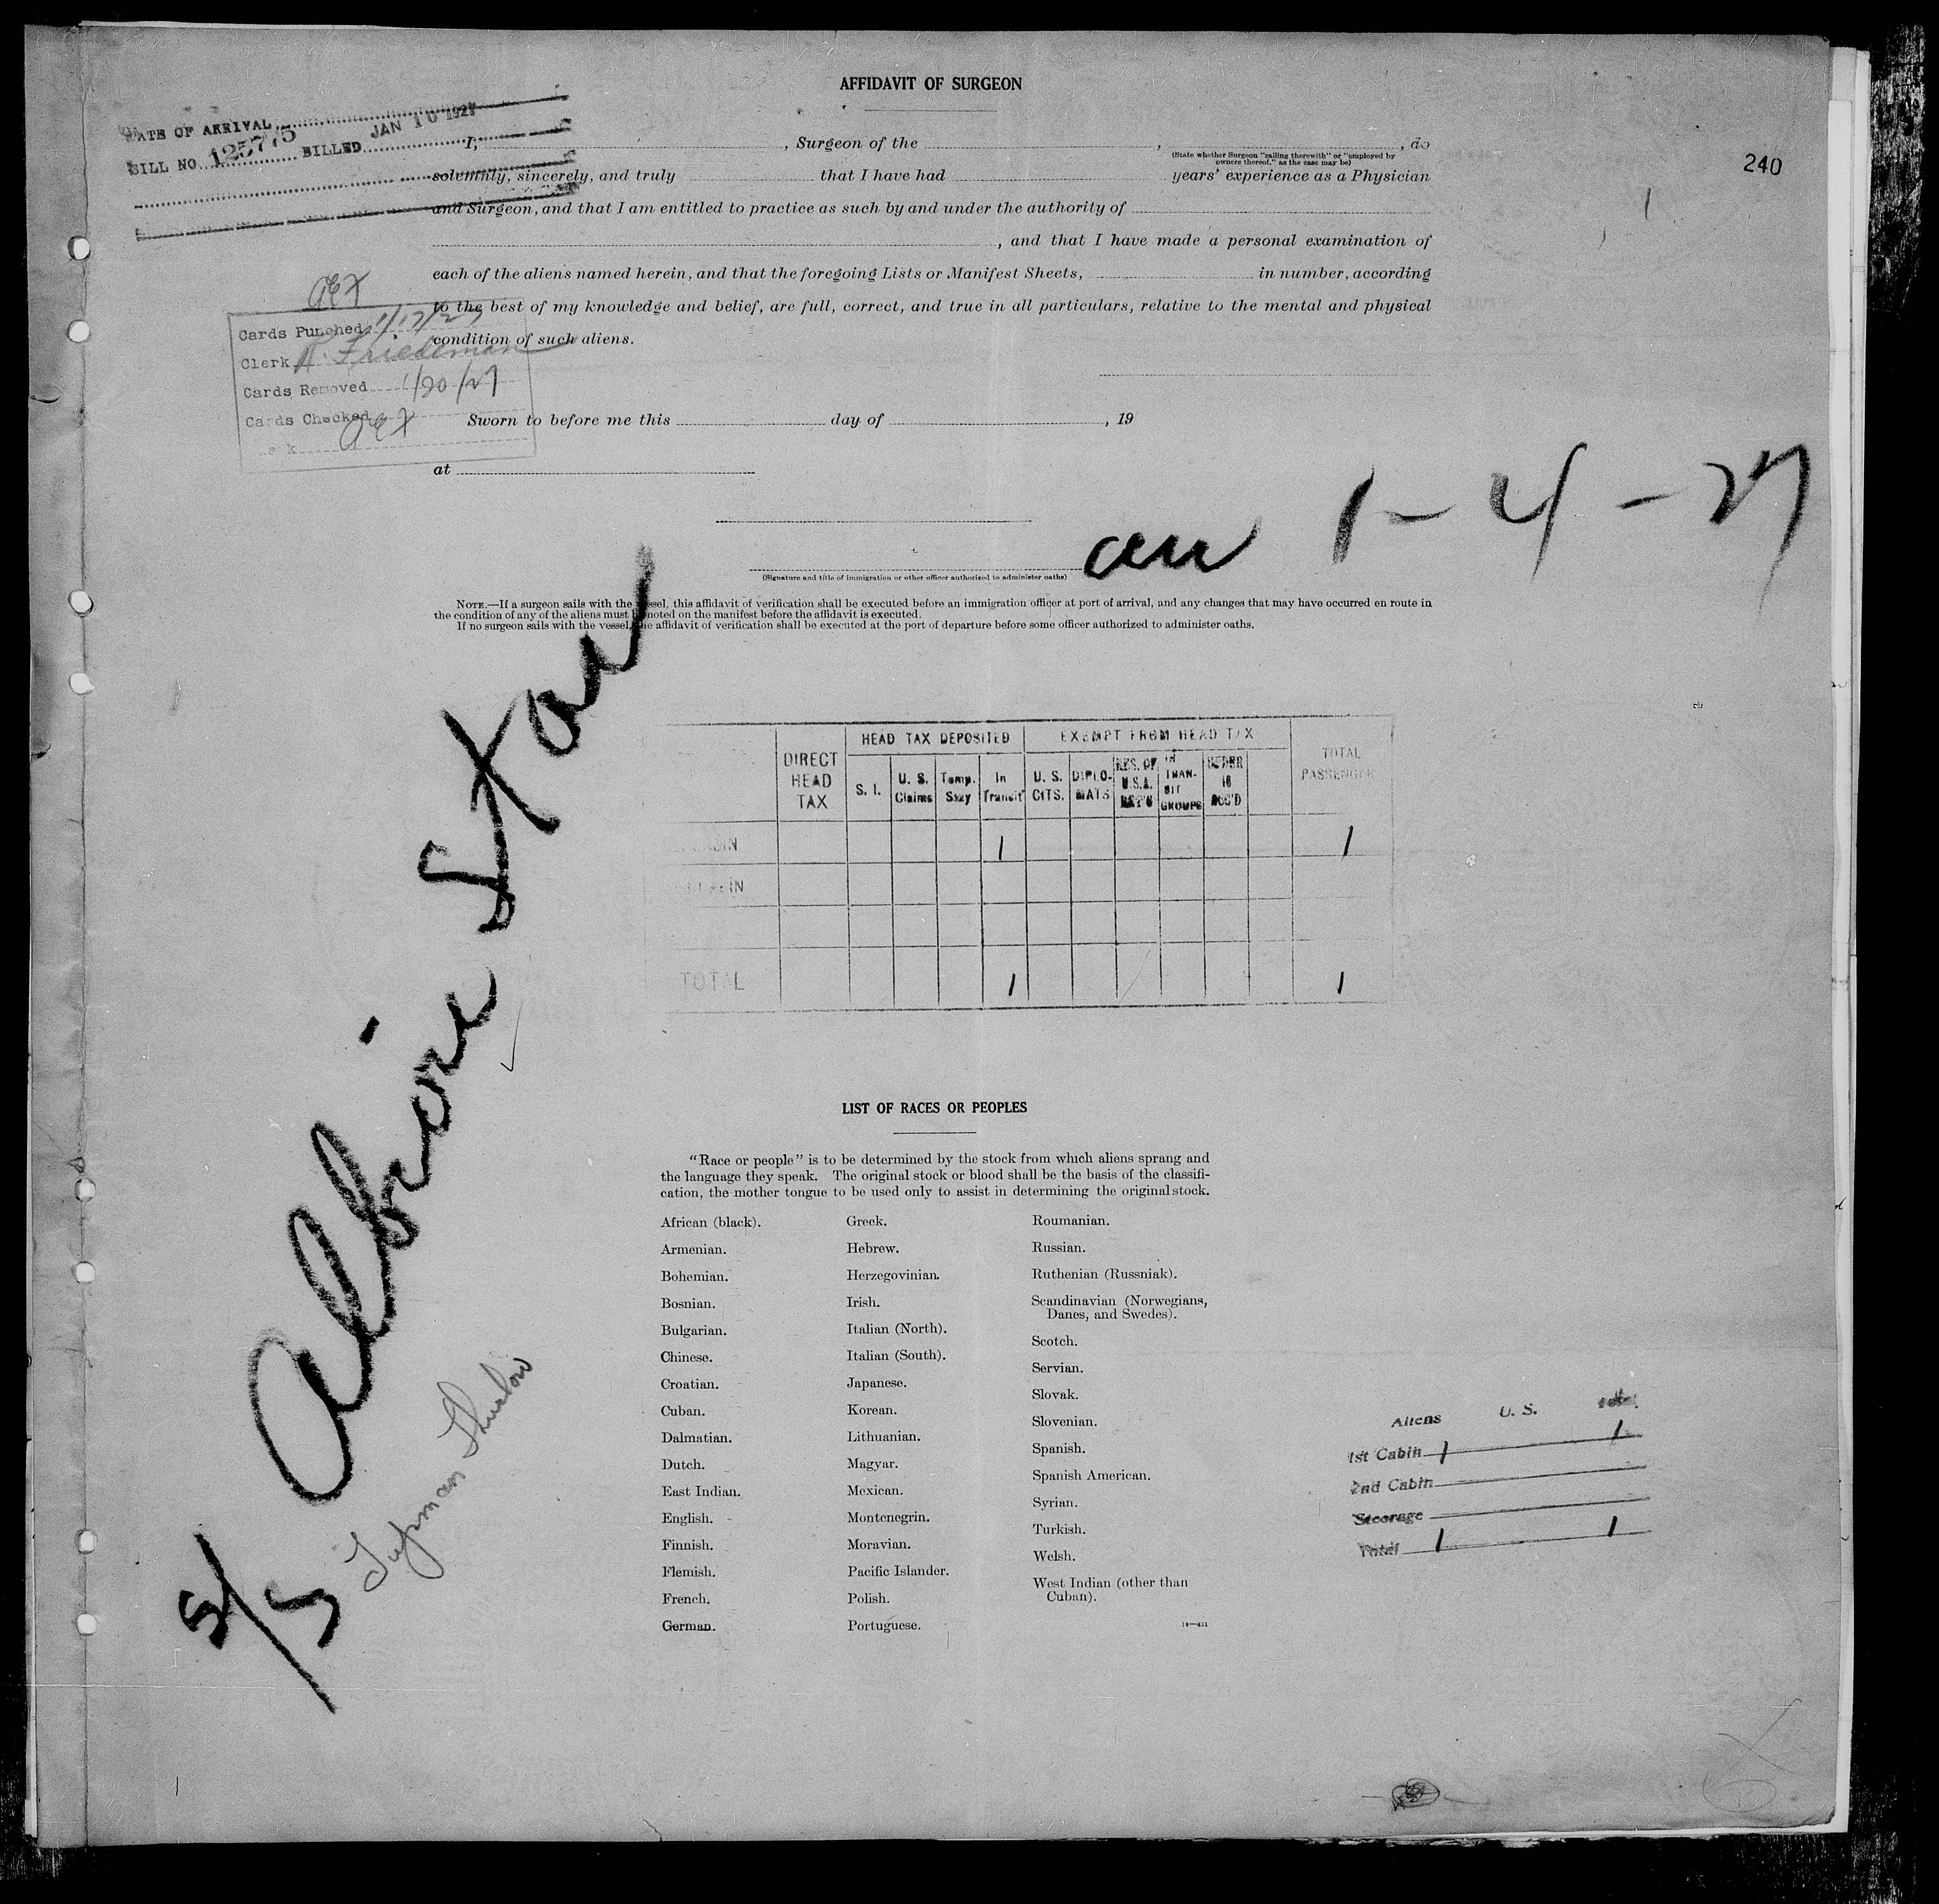 AFFIDAVIT OF SURGEON
DATE OF ARRIVAL
BILL NO. 125775 BILLED JAN 10 1927
240
I, , Surgeon of the , , do
(State whether Surgeon "sailing therewith" or "employed by owners thereof," as the case may be)
solemnly, sincerely, and truly that I have had years' experience as a Physician
and Surgeon, and that I am entitled to practice as such by and under the authority of
, and that I have made a personal examination of
each of the aliens named herein, and that the foregoing Lists or Manifest Sheets, in number, according
to the best of my knowledge and belief, are full, correct, and true in all particulars, relative to the mental and physical
condition of such aliens.
Cards Punched 1/17/27
Clerk Friedeman
Cards Removed 1/20/27
Cards Checked
Sworn to before me this day of , 19
at
arr 1-4-27
(Signature and title of immigration or other officer authorized to administer oaths)
NOTE.—If a surgeon sails with the vessel, this affidavit of verification shall be executed before an immigration officer at port of arrival, and any changes that may have occurred en route in
the condition of any of the aliens must be noted on the manifest before the affidavit is executed.
If no surgeon sails with the vessel, the affidavit of verification shall be executed at the port of departure before some officer authorized to administer oaths.
S/S Albion Star
DIRECT HEAD TAX
HEAD TAX DEPOSITED
EXEMPT FROM HEAD TAX
TOTAL PASSENGER
S. I.
U. S. Claims
Temp. Stay
In Transit
U. S. CITS.
DIPLO- MATS
RES. OF U.S.A.
IN TRAN- SIT GROUPS
1 1
TOTAL 1 1
LIST OF RACES OR PEOPLES
"Race or people" is to be determined by the stock from which aliens sprang and
the language they speak. The original stock or blood shall be the basis of the classifi-
cation, the mother tongue to be used only to assist in determining the original stock.
African (black).
Armenian.
Bohemian.
Bosnian.
Bulgarian.
Chinese.
Croatian.
Cuban.
Dalmatian.
Dutch.
East Indian.
English.
Finnish.
Flemish.
French.
German.
Greek.
Hebrew.
Herzegovinian.
Irish.
Italian (North).
Italian (South).
Japanese.
Korean.
Lithuanian.
Magyar.
Mexican.
Montenegrin.
Moravian.
Pacific Islander.
Polish.
Portuguese.
Roumanian.
Russian.
Ruthenian (Russniak).
Scandinavian (Norwegians,
Danes, and Swedes).
Scotch.
Servian.
Slovak.
Slovenian.
Spanish.
Spanish American.
Syrian.
Turkish.
Welsh.
West Indian (other than
Cuban).
Aliens U. S. Total
1st Cabin 1 1
2nd Cabin
Steerage
Total 1 1